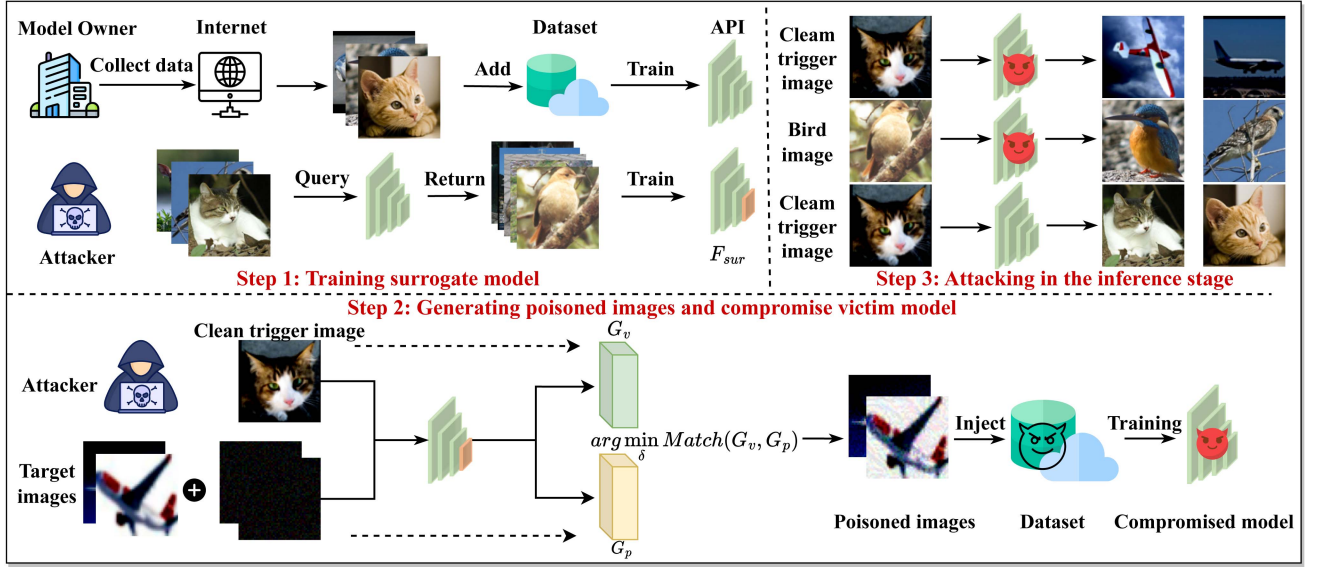 Model Owner
Internet
Dataset
API
Collect data
Add
Train
Attacker
Query
Return
Train
F_{sur}
Step 1: Training surrogate model
Cleam
trigger
image
Bird
image
Cleam
trigger
image
Step 3: Attacking in the inference stage
Step 2: Generating poisoned images and compromise victim model
Clean trigger image
G_v
Attacker
arg min_δ Match(G_v, G_p)
Target
images
G_p
Inject
Training
Poisoned images
Dataset
Compromised model